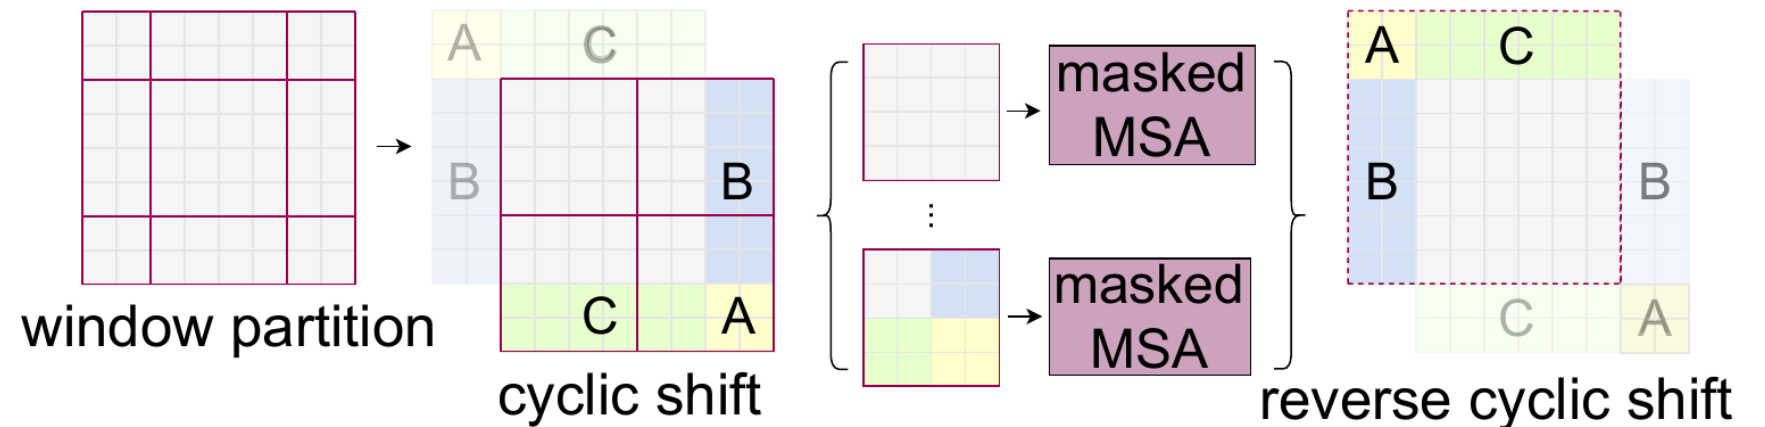 window partition
A
C
B
B
C
A
cyclic shift
masked
MSA
⋮
masked
MSA
A
C
B
B
C
A
reverse cyclic shift